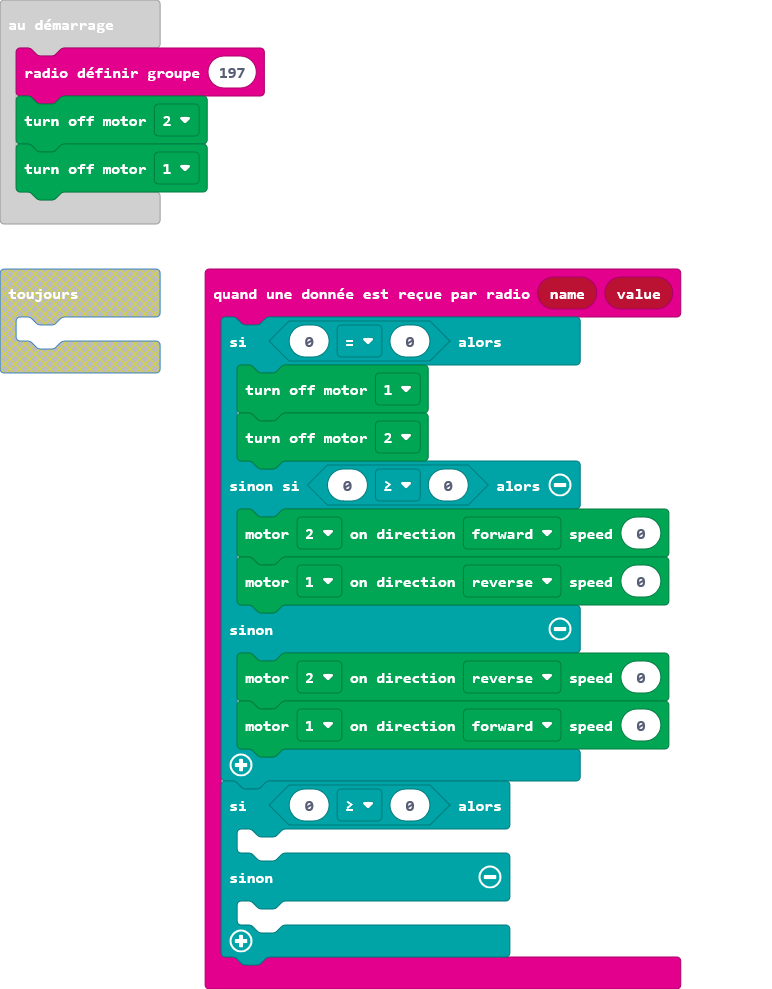 au démarrage
radio définir groupe 197
turn off motor 2
turn off motor 1
toujours
quand une donnée est reçue par radio name value
si 0 = 0 alors
turn off motor 1
turn off motor 2
sinon si 0 ≥ 0 alors
motor 2 on direction forward speed 0
motor 1 on direction reverse speed 0
sinon
motor 2 on direction reverse speed 0
motor 1 on direction forward speed 0
si 0 ≥ 0 alors
sinon